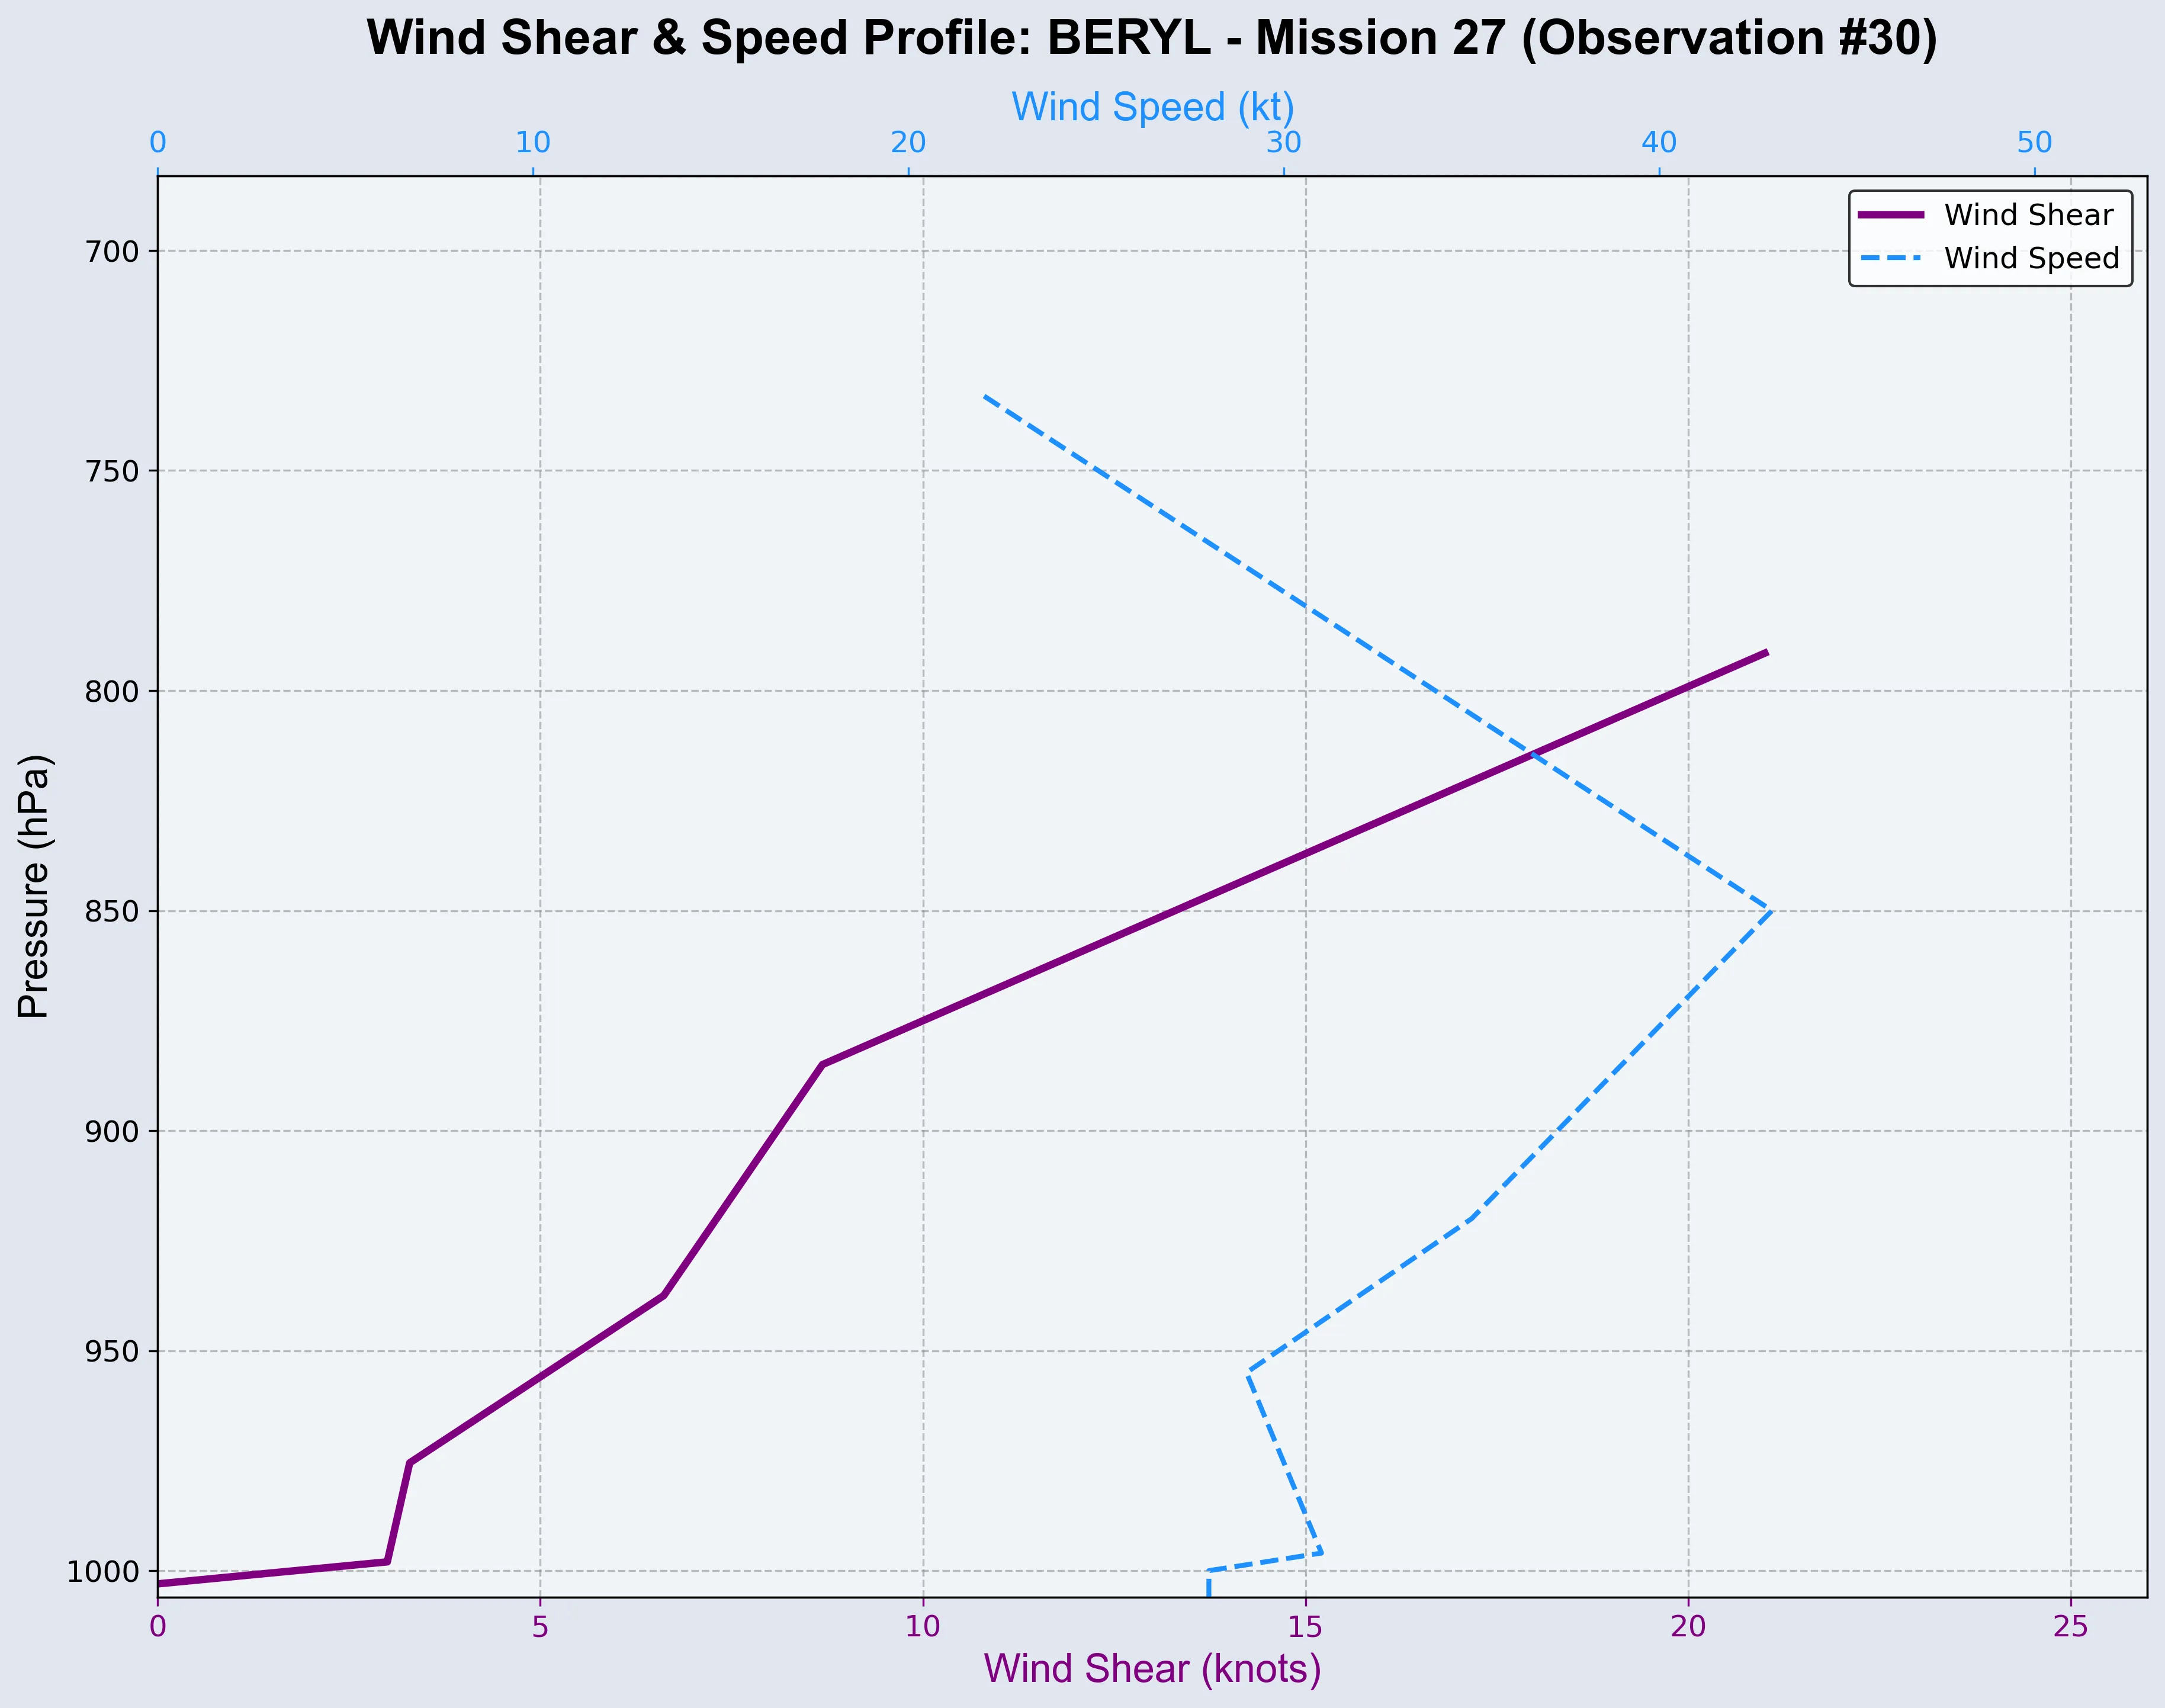 Wind Shear & Speed Profile: BERYL - Mission 27 (Observation #30)
Wind Speed (kt)
0 10 20 30 40 50
Wind Shear
Wind Speed
700
750
800
850
900
950
1000
Pressure (hPa)
0 5 10 15 20 25
Wind Shear (knots)